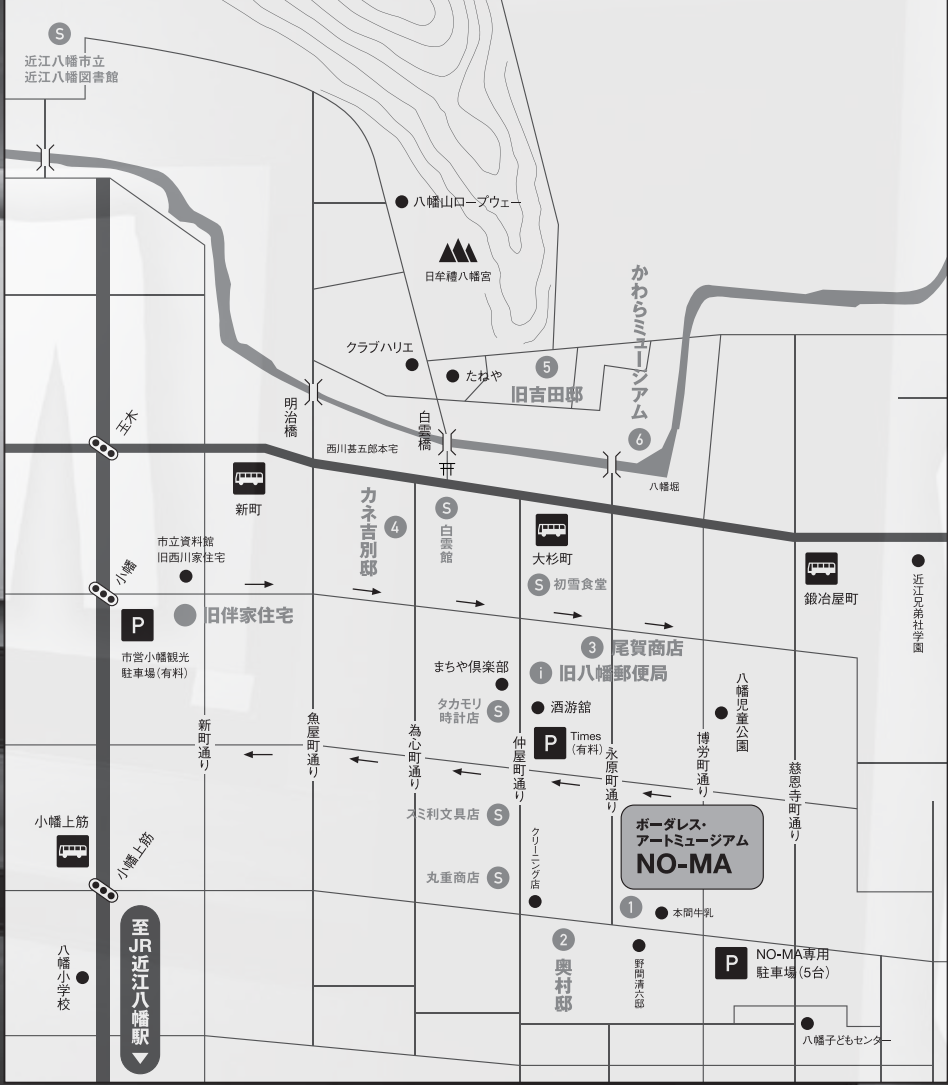 S
近江八幡市立
近江八幡図書館
八幡山ロープウェー
日牟禮八幡宮
かわらミュージアム
6
クラブハリエ
たねや
5
旧吉田邸
明治橋
白雲橋
玉木
西川甚五郎本宅
八幡堀
新町
カネ吉別邸
4
S
白雲館
大杉町
S 初雪食堂
鍛冶屋町
近江兄弟社学園
市立資料館
旧西川家住宅
小幡
旧伴家住宅
P
市営小幡観光
駐車場(有料)
3 尾賀商店
i 旧八幡郵便局
まちや倶楽部
タカモリ
時計店
S
酒游舘
八幡児童公園
P
Times
(有料)
新町通り
魚屋町通り
為心町通り
仲屋町通り
永原町通り
博労町通り
慈恩寺町通り
スミ利文具店 S
ボーダレス・
アートミュージアム
NO-MA
小幡上筋
小幡上筋
クリーニング店
丸重商店 S
1
本間牛乳
2
奥村邸
野間清六邸
P
NO-MA専用
駐車場(5台)
八幡小学校
至JR近江八幡駅
八幡子どもセンター